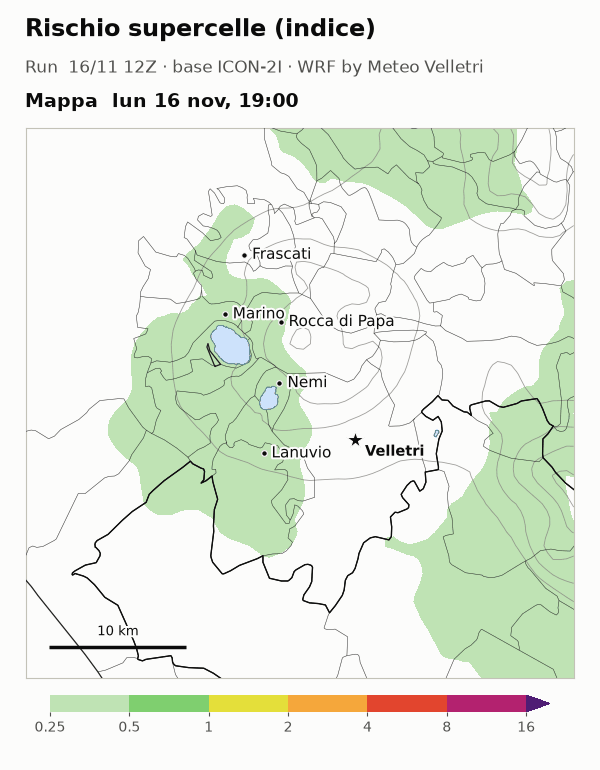 Rischio supercelle (indice)
Run 16/11 12Z · base ICON-2I · WRF by Meteo Velletri
Mappa lun 16 nov, 19:00
Frascati
Marino
Rocca di Papa
Nemi
Velletri
Lanuvio
10 km
0.25 0.5 1 2 4 8 16